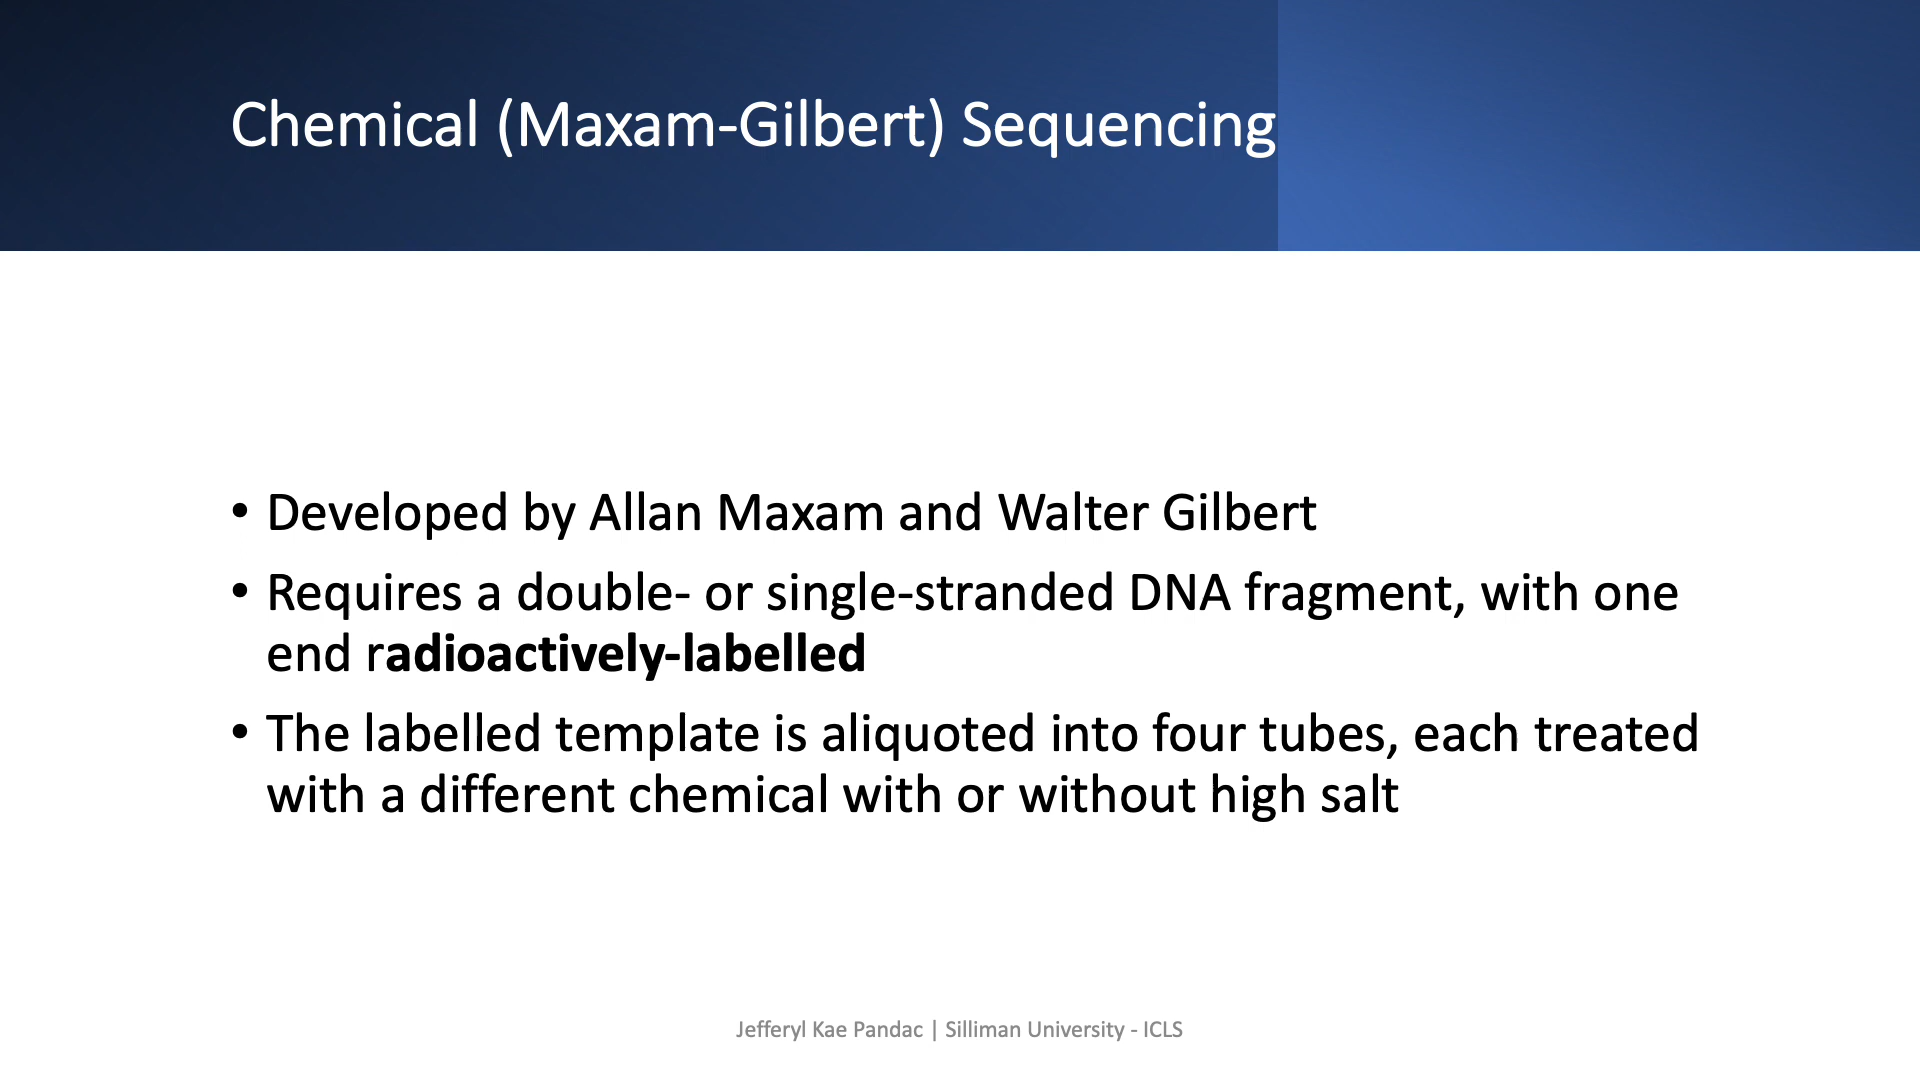 Chemical (Maxam-Gilbert) Sequencing
• Developed by Allan Maxam and Walter Gilbert
• Requires a double- or single-stranded DNA fragment, with one
end radioactively-labelled
• The labelled template is aliquoted into four tubes, each treated
with a different chemical with or without high salt
Jefferyl Kae Pandac | Silliman University - ICLS